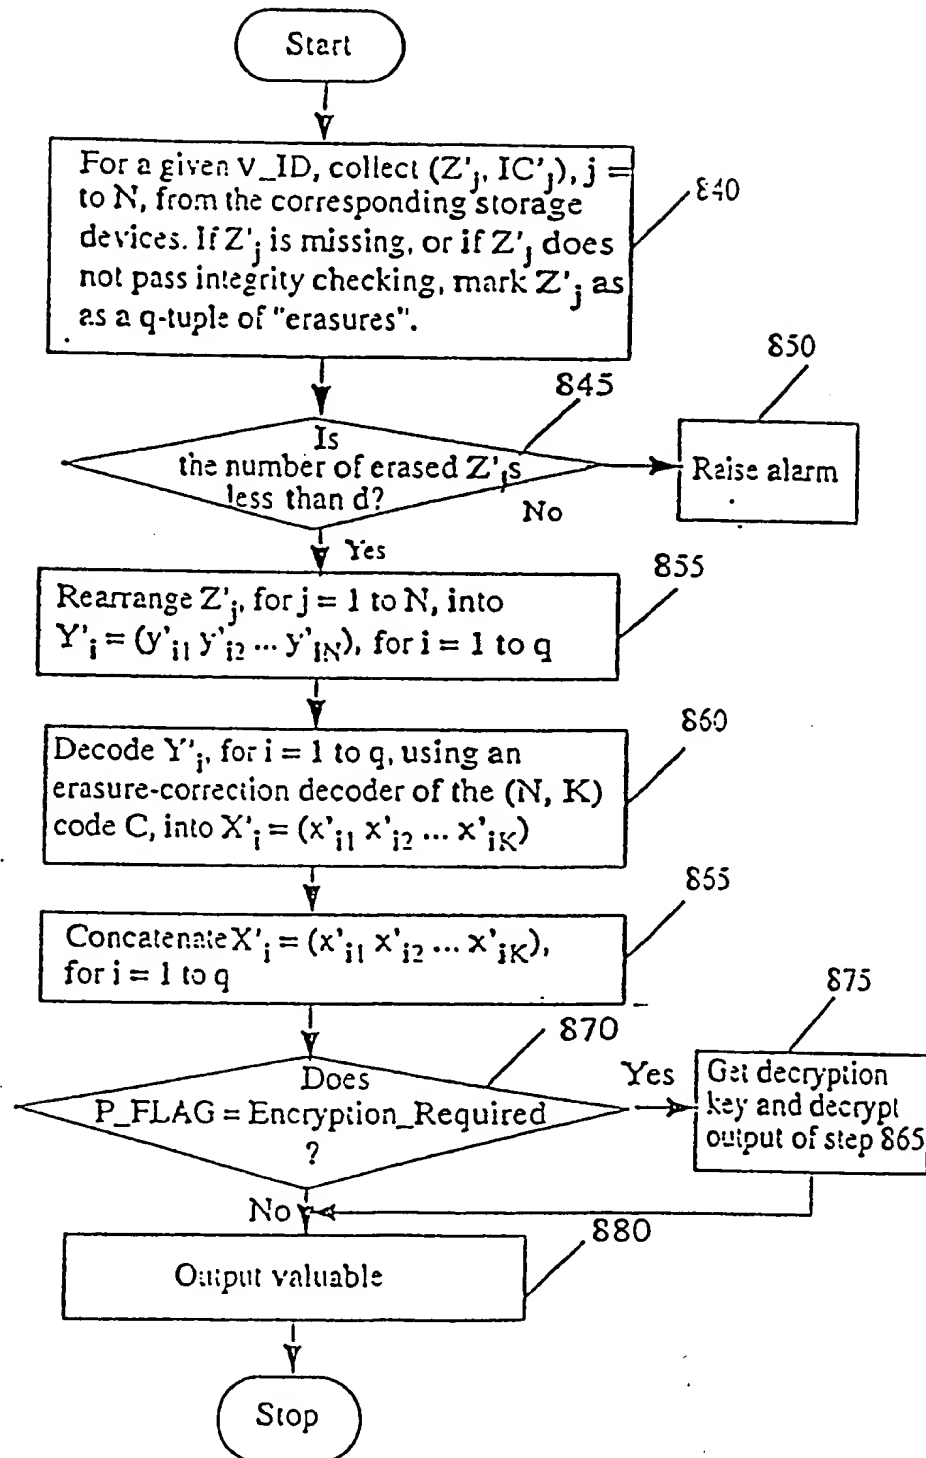 Start
For a given V_ID, collect (Z'j, IC'j), j =
to N, from the corresponding storage
devices. If Z'j is missing, or if Z'j does
not pass integrity checking, mark Z'j as
as a q-tuple of "erasures".
840
845
850
Is
the number of erased Z'js
less than d?
No
Raise alarm
Yes
855
Rearrange Z'j, for j = 1 to N, into
Y'i = (y'i1 y'i2 ... y'iN), for i = 1 to q
860
Decode Y'i, for i = 1 to q, using an
erasure-correction decoder of the (N, K)
code C, into X'i = (x'i1 x'i2 ... x'iK)
865
Concatenate X'i = (x'i1 x'i2 ... x'iK),
for i = 1 to q
870
875
Does
P_FLAG = Encryption_Required
?
Yes
Get decryption
key and decrypt
output of step 865
No
880
Output valuable
Stop